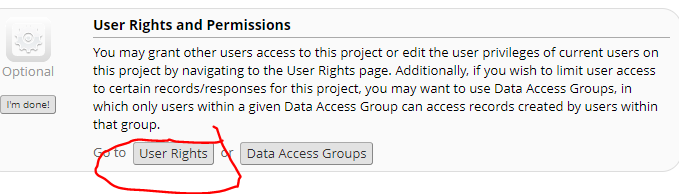 User Rights and Permissions
You may grant other users access to this project or edit the user privileges of current users on
this project by navigating to the User Rights page. Additionally, if you wish to limit user access
to certain records/responses for this project, you may want to use Data Access Groups, in
which only users within a given Data Access Group can access records created by users within
that group.
Go to User Rights or Data Access Groups
Optional
I'm done!